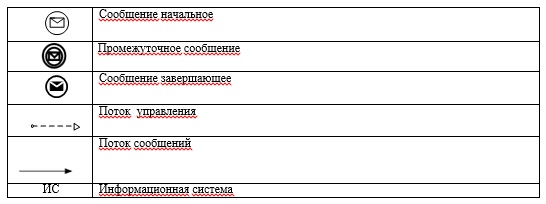 Сообщение начальное
Промежуточное сообщение
Сообщение завершающее
Поток управления
Поток сообщений
ИС Информационная система